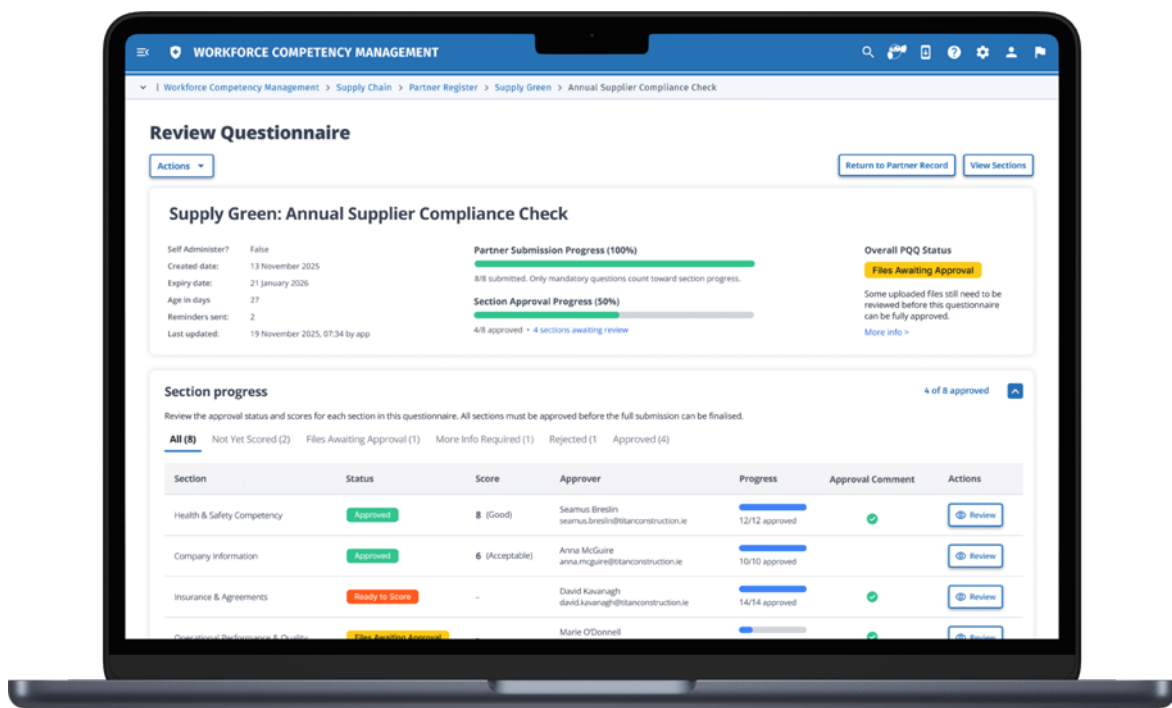 WORKFORCE COMPETENCY MANAGEMENT
| Workforce Competency Management > Supply Chain > Partner Register > Supply Green > Annual Supplier Compliance Check
Review Questionnaire
Actions
Return to Partner Record
View Sections
Supply Green: Annual Supplier Compliance Check
Self Administer? False
Created date: 13 November 2025
Expiry date: 21 January 2026
Age in days 27
Reminders sent: 2
Last updated: 19 November 2025, 07:34 by app
Partner Submission Progress (100%)
8/8 submitted. Only mandatory questions count toward section progress.
Section Approval Progress (50%)
4/8 approved • 4 sections awaiting review
Overall PQQ Status
Files Awaiting Approval
Some uploaded files still need to be
reviewed before this questionnaire
can be fully approved.
More info >
Section progress
4 of 8 approved
Review the approval status and scores for each section in this questionnaire. All sections must be approved before the full submission can be finalised.
All (8) Not Yet Scored (2) Files Awaiting Approval (1) More Info Required (1) Rejected (1 Approved (4)
Section Status Score Approver Progress Approval Comment Actions
Health & Safety Competency Approved 8 (Good) Seamus Breslin
seamus.breslin@titanconstruction.ie 12/12 approved Review
Company Information Approved 6 (Acceptable) Anna McGuire
anna.mcguire@titanconstruction.ie 10/10 approved Review
Insurance & Agreements Ready to Score – David Kavanagh
david.kavanagh@titanconstruction.ie 14/14 approved Review
Operational Performance & Quality Files Awaiting Approval – Marie O'Donnell Review